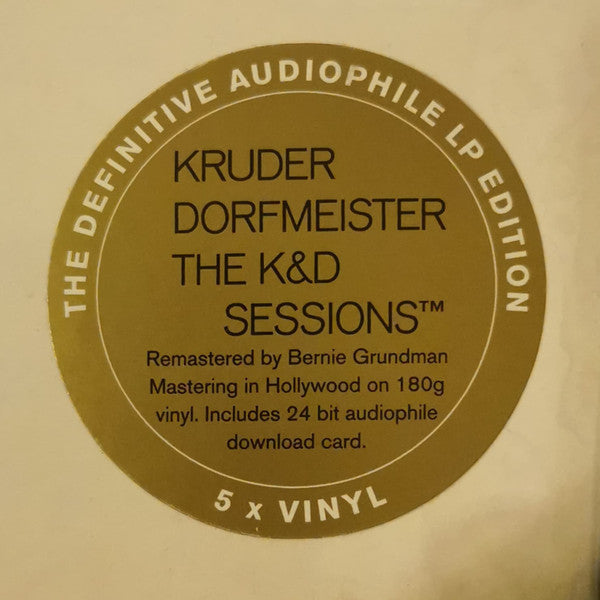 THE DEFINITIVE AUDIOPHILE LP EDITION
KRUDER
DORFMEISTER
THE K&D
SESSIONS™
Remastered by Bernie Grundman
Mastering in Hollywood on 180g
vinyl. Includes 24 bit audiophile
download card.
5 x VINYL